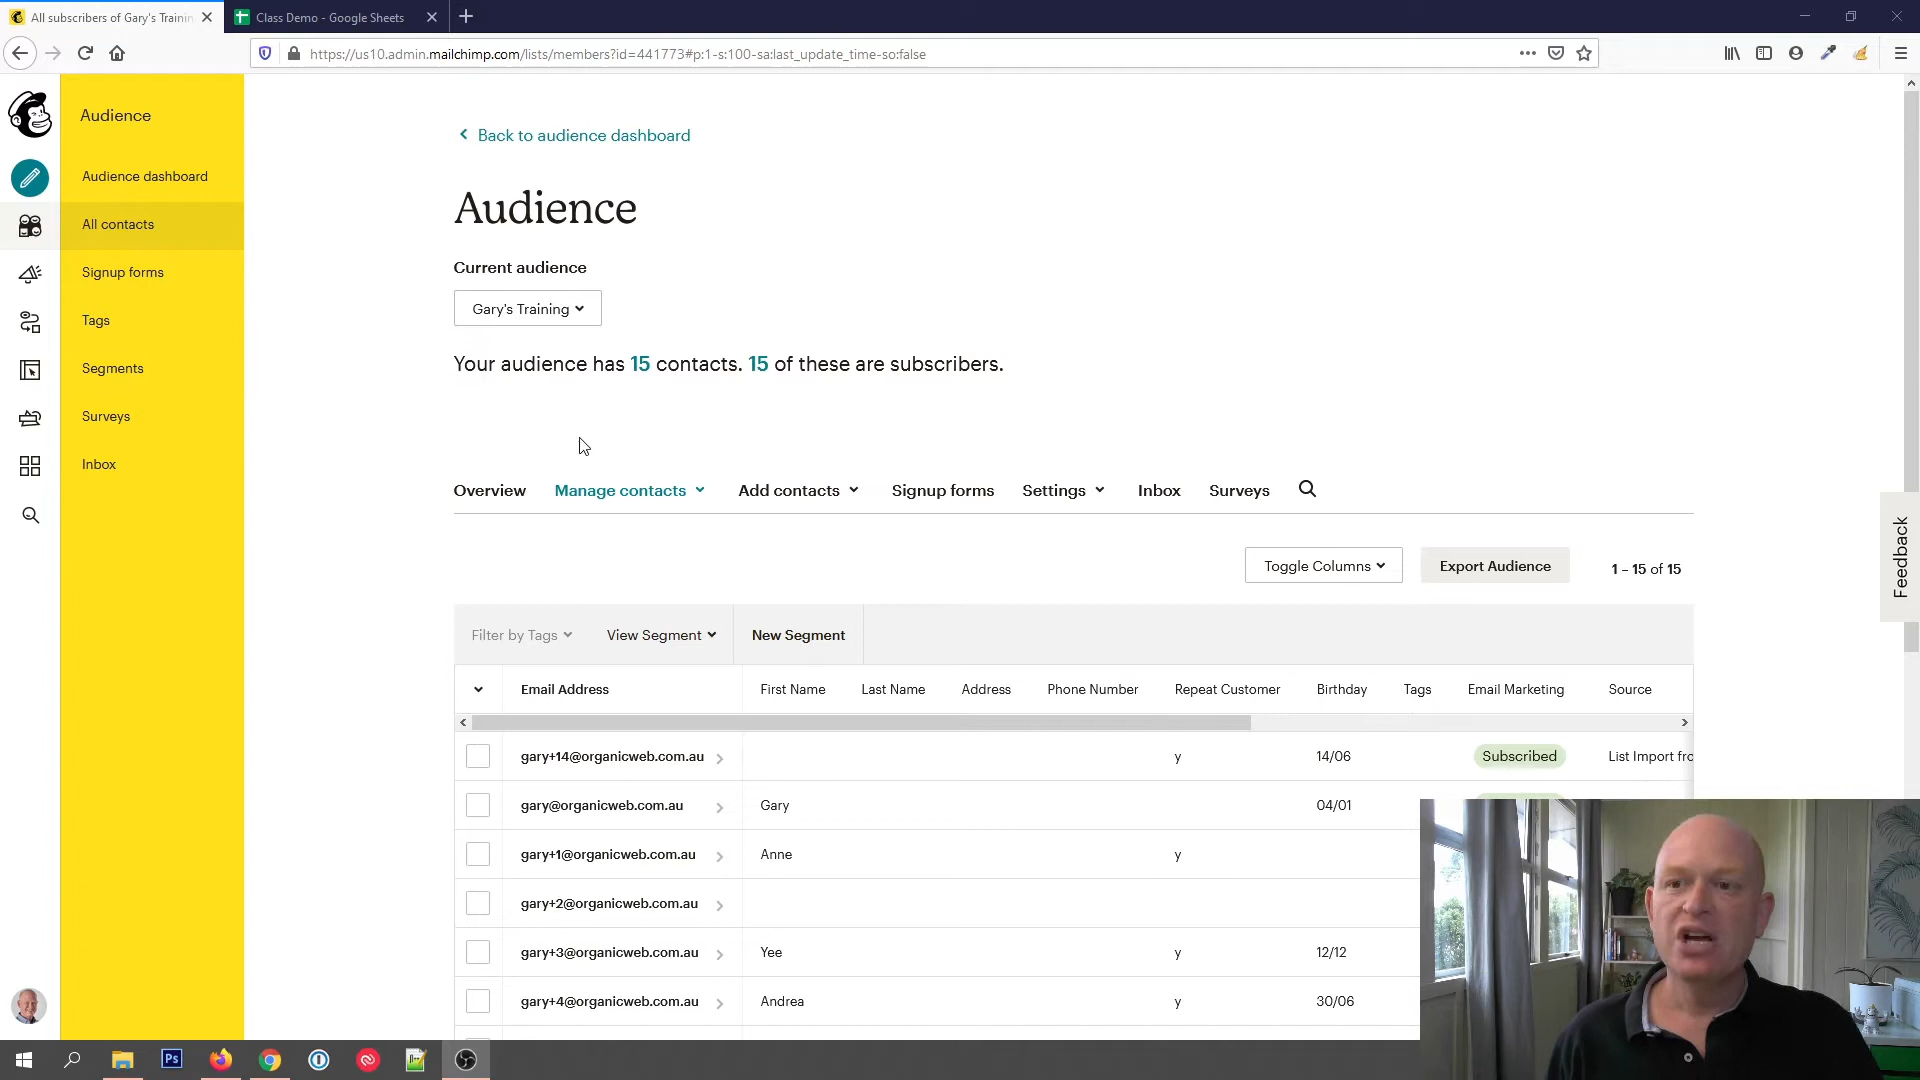 All subscribers of Gary's Trainin
Class Demo - Google Sheets
https://us10.admin.mailchimp.com/lists/members?id=441773#p:1-s:100-sa:last_update_time-so:false
Audience
Audience dashboard
All contacts
Signup forms
Tags
Segments
Surveys
Inbox
Back to audience dashboard
Audience
Current audience
Gary's Training
Your audience has 15 contacts. 15 of these are subscribers.
Overview Manage contacts Add contacts Signup forms Settings Inbox Surveys
Toggle Columns Export Audience 1 – 15 of 15
Feedback
Filter by Tags View Segment New Segment
Email Address First Name Last Name Address Phone Number Repeat Customer Birthday Tags Email Marketing Source
gary+14@organicweb.com.au y 14/06 Subscribed List Import fro
gary@organicweb.com.au Gary 04/01
gary+1@organicweb.com.au Anne y
gary+2@organicweb.com.au
gary+3@organicweb.com.au Yee y 12/12
gary+4@organicweb.com.au Andrea y 30/06
Ps